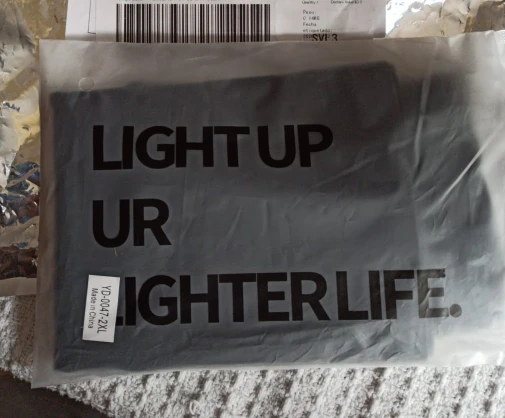 LIGHT UP
UR
LIGHTER LIFE.
YD-0047-2XL
Made in China